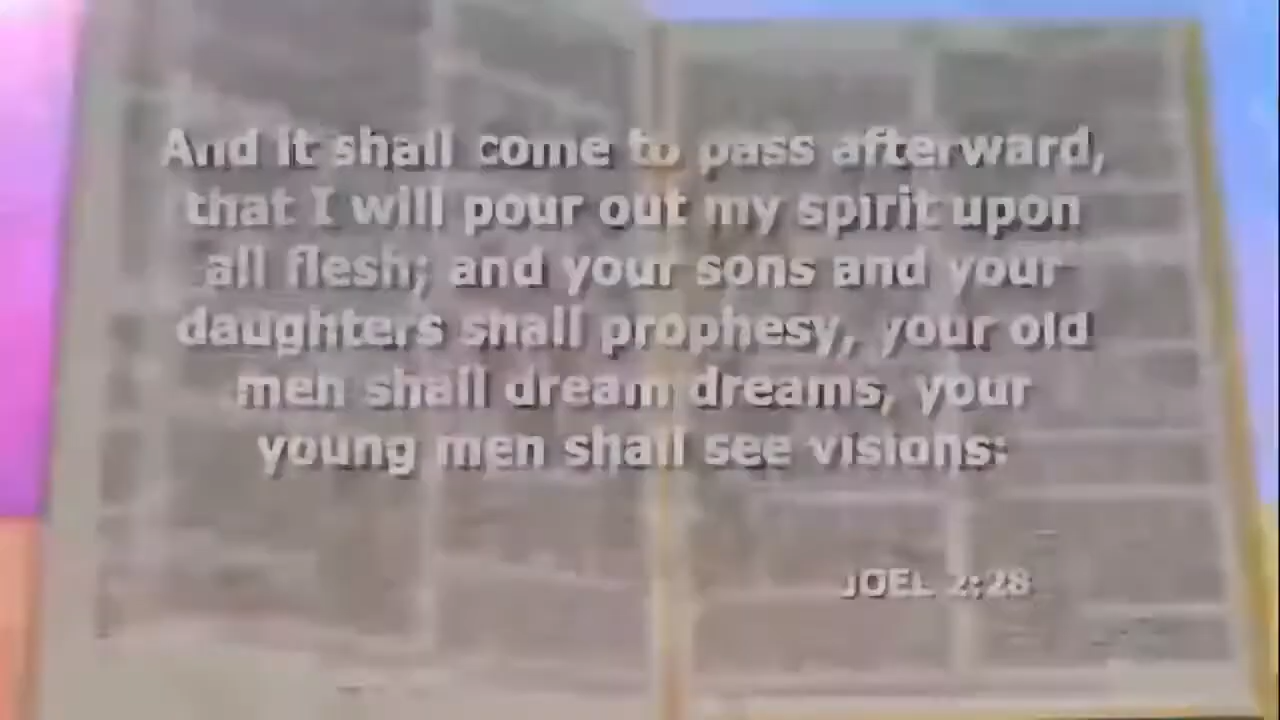 And it shall come to pass afterward,
that I will pour out my spirit upon
all flesh; and your sons and your
daughters shall prophesy, your old
men shall dream dreams, your
young men shall see visions:
JOEL 2:28